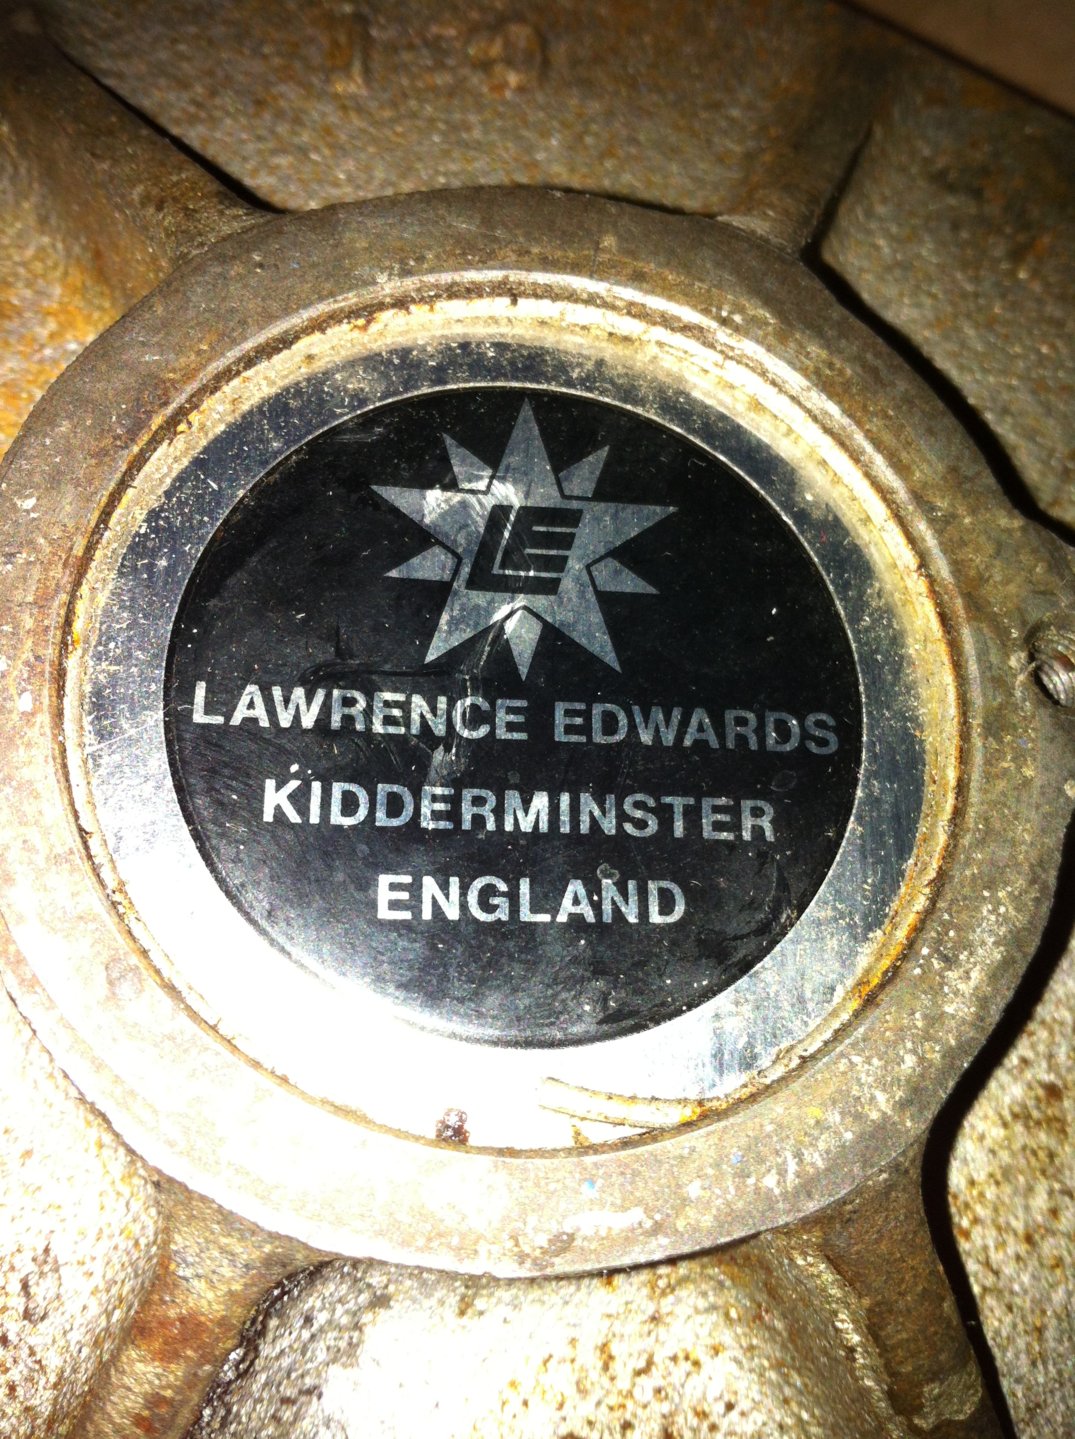 LE
LAWRENCE EDWARDS
KIDDERMINSTER
ENGLAND